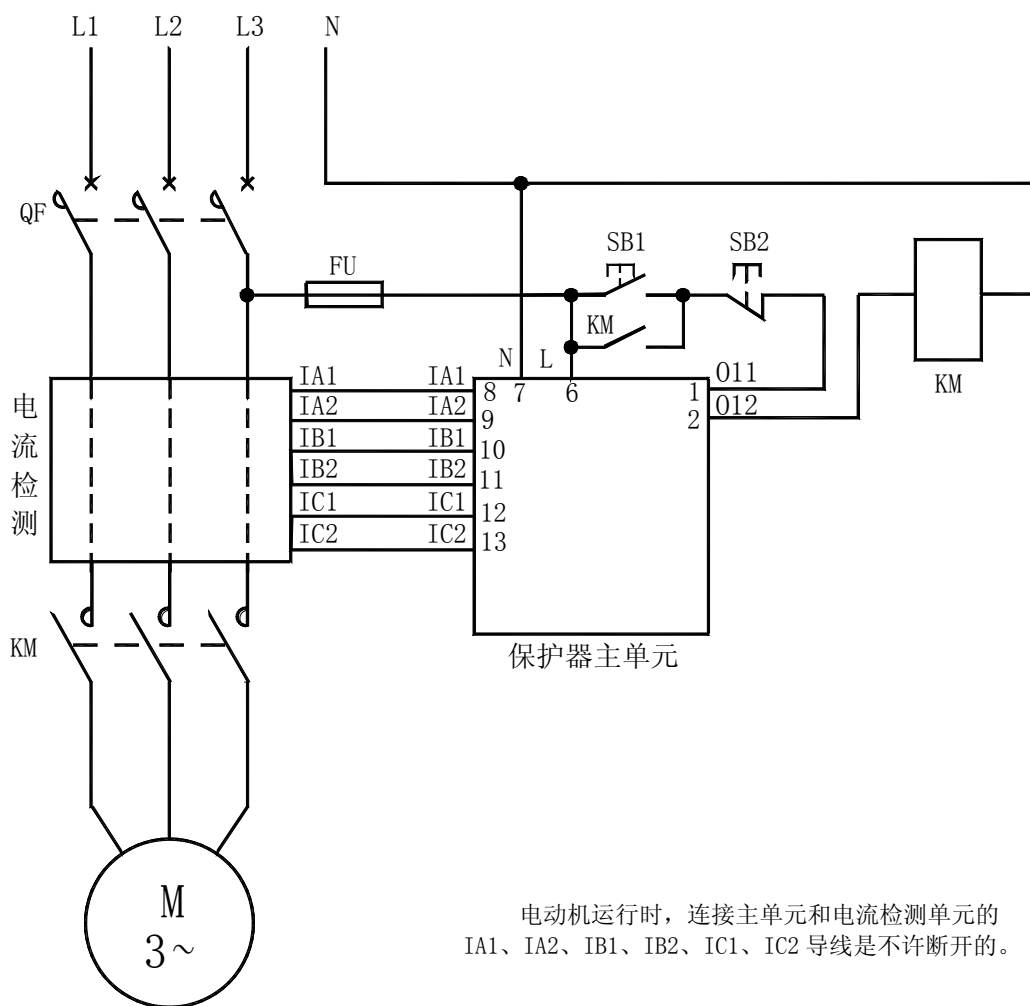 L1 L2 L3 N
QF
SB1 SB2
FU
KM
N L
KM
IA1 IA1 8 7 6 1 011
IA2 IA2 9 2 012
IB1 IB1 10
IB2 IB2 11
IC1 IC1 12
IC2 IC2 13
电
流
检
测
KM
保护器主单元
M
3~
电动机运行时，连接主单元和电流检测单元的
IA1、IA2、IB1、IB2、IC1、IC2 导线是不许断开的。